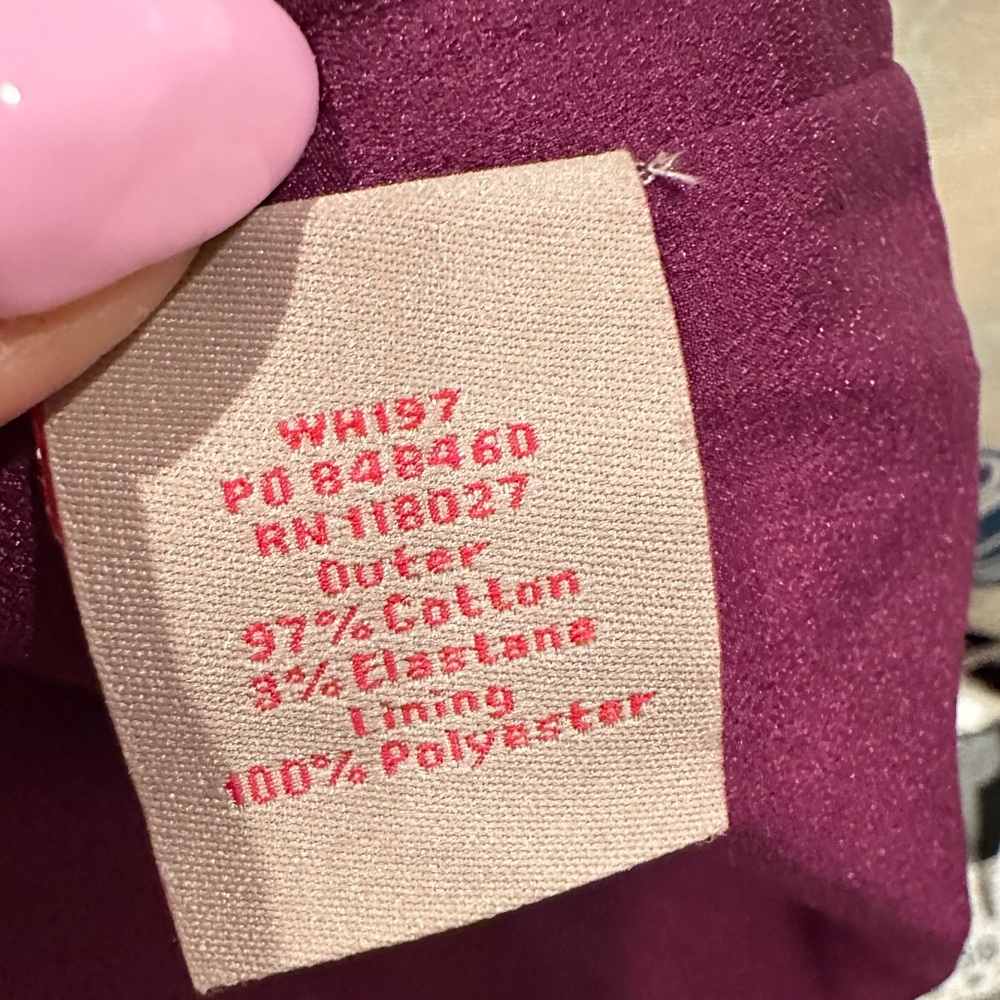 WH197
PO 848460
RN 118027
Outer
97% Cotton
3% Elastane
Lining
100% Polyester